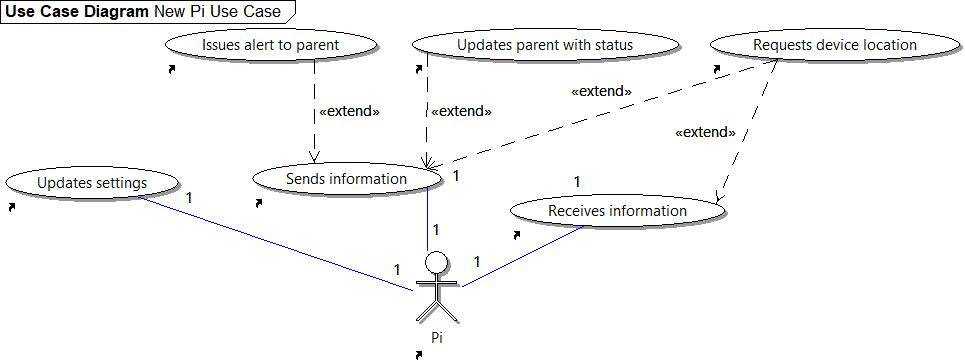 Use Case Diagram New Pi Use Case
Issues alert to parent
Updates parent with status
Requests device location
«extend»
«extend»
«extend»
«extend»
Updates settings
Sends information
Receives information
1
1
1
1
1
1
Pi